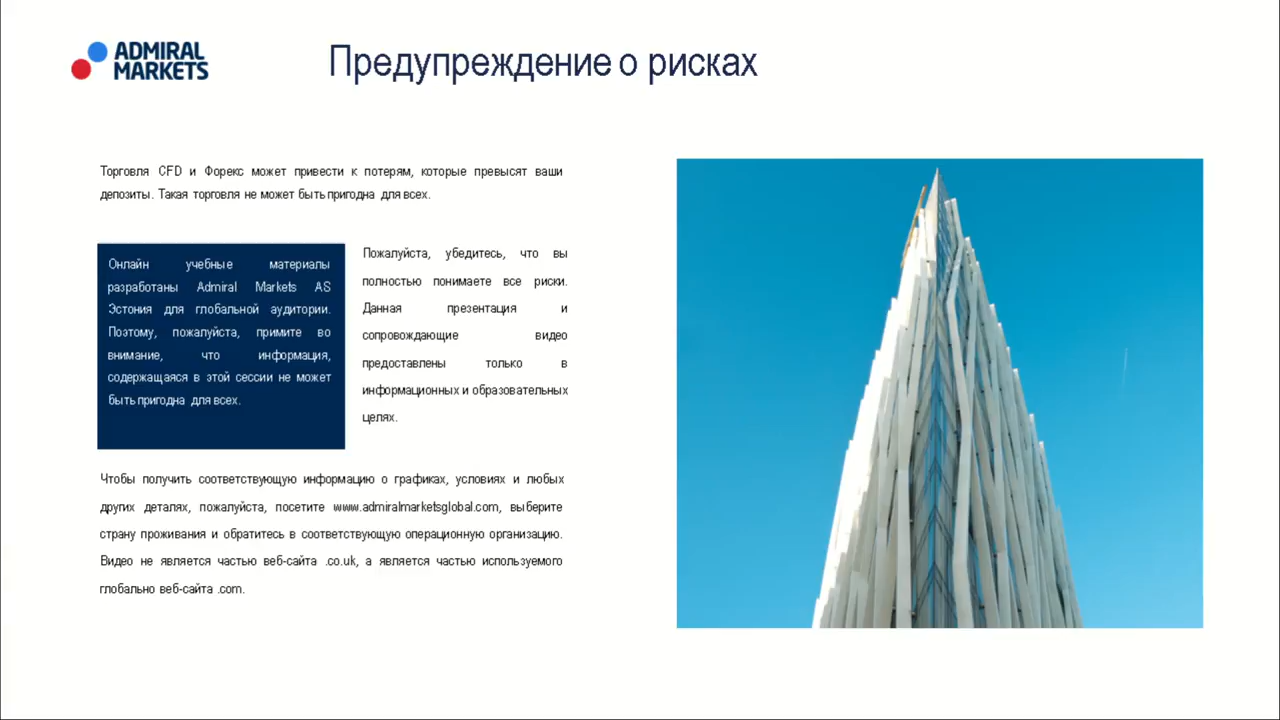 ADMIRAL
MARKETS
Предупреждение о рисках
Торговля CFD и Форекс может привести к потерям, которые превысят ваши
депозиты. Такая торговля не может быть пригодна для всех.
Онлайн учебные материалы
разработаны Admiral Markets AS
Эстония для глобальной аудитории.
Поэтому, пожалуйста, примите во
внимание, что информация,
содержащаяся в этой сессии не может
быть пригодна для всех.
Пожалуйста, убедитесь, что вы
полностью понимаете все риски.
Данная презентация и
сопровождающие видео
предоставлены только в
информационных и образовательных
целях.
Чтобы получить соответствующую информацию о графиках, условиях и любых
других деталях, пожалуйста, посетите www.admiralmarketsglobal.com, выберите
страну проживания и обратитесь в соответствующую операционную организацию.
Видео не является частью веб-сайта .co.uk, а является частью используемого
глобально веб-сайта .com.